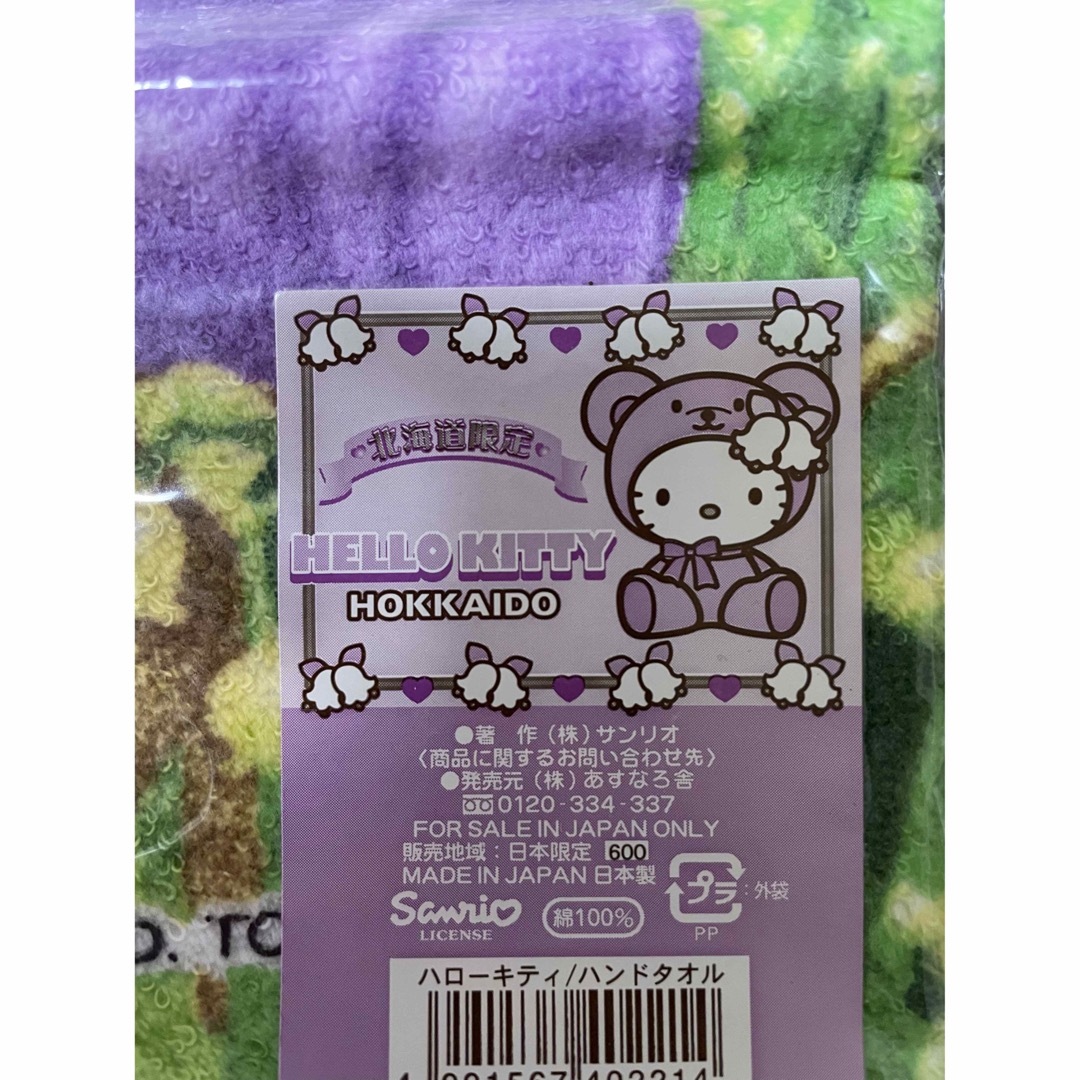 北海道限定
HELLO KITTY
HOKKAIDO
●著 作(株)サンリオ
〈商品に関するお問い合わせ先〉
●発売元(株)あすなろ舎
0120-334-337
FOR SALE IN JAPAN ONLY
販売地域:日本限定 600
MADE IN JAPAN 日本製
プラ:外袋
PP
Sanrio
LICENSE
綿100%
O. TO
ハローキティ/ハンドタオル